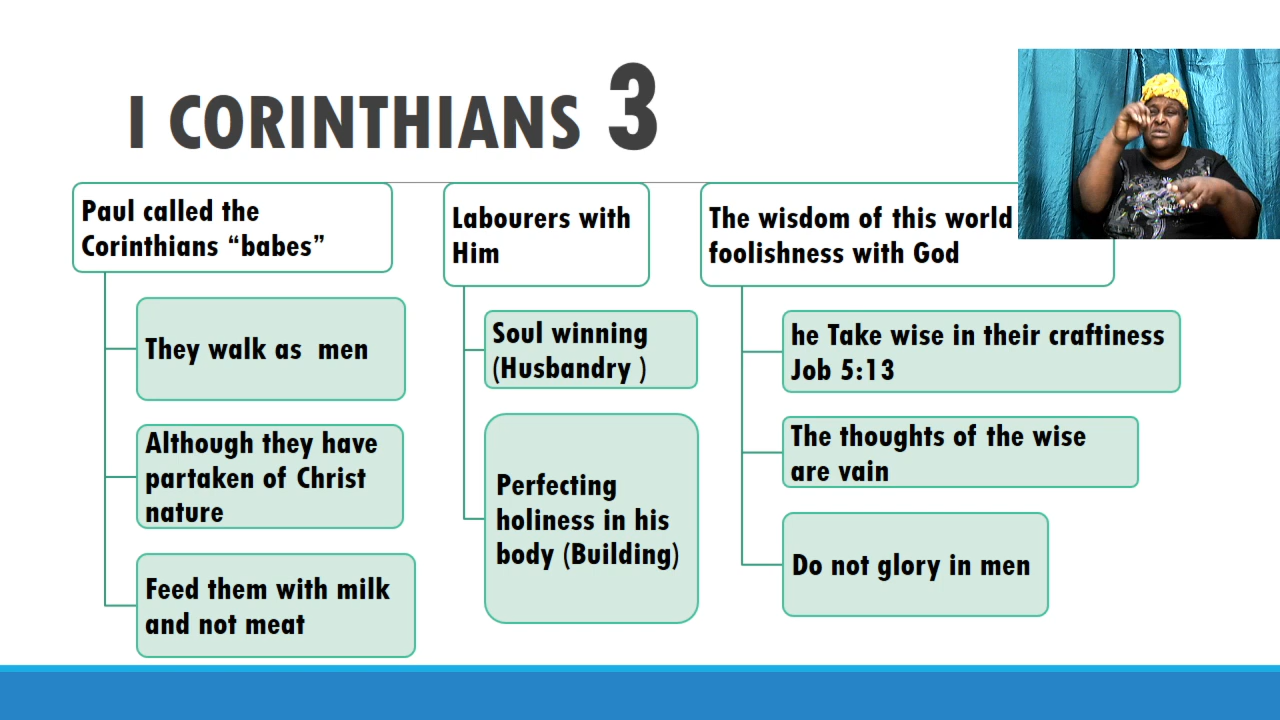 I CORINTHIANS 3
Paul called the
Corinthians “babes”
They walk as  men
Although they have
partaken of Christ
nature
Feed them with milk
and not meat
Labourers with
Him
Soul winning
(Husbandry )
Perfecting
holiness in his
body (Building)
The wisdom of this world
foolishness with God
he Take wise in their craftiness
Job 5:13
The thoughts of the wise
are vain
Do not glory in men